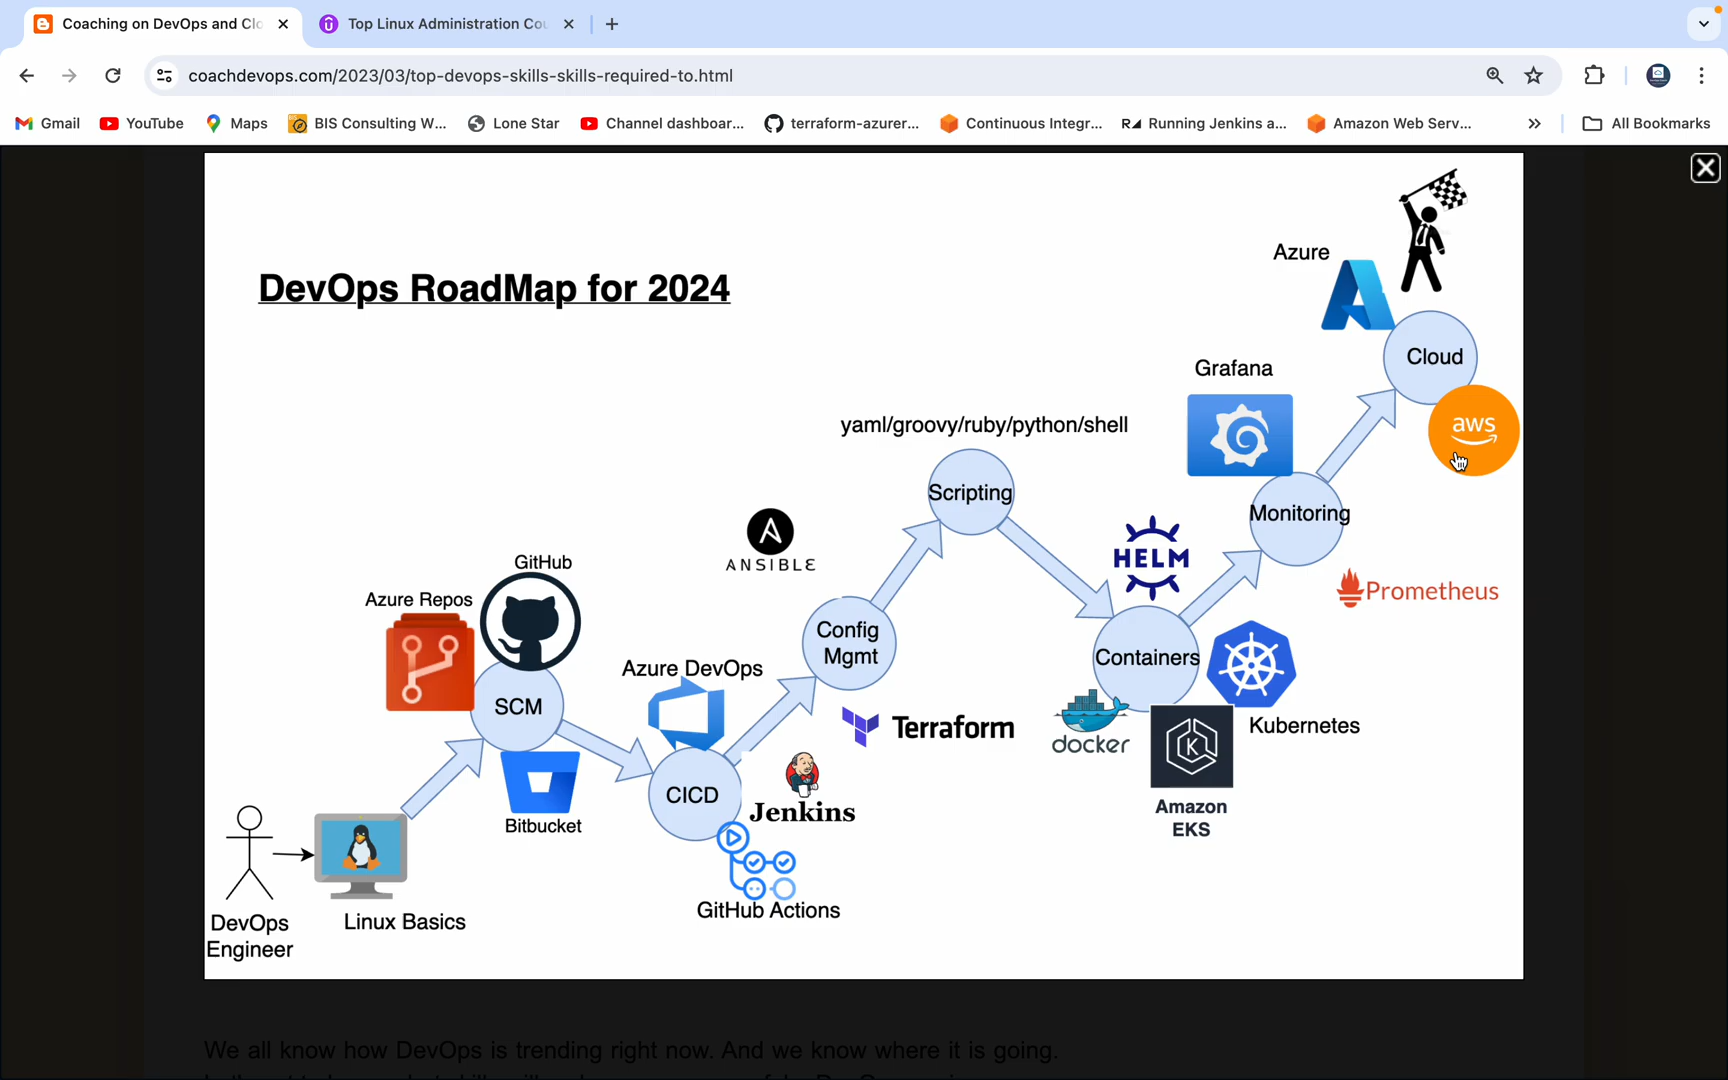 Coaching on DevOps and Clo
Top Linux Administration Cou
coachdevops.com/2023/03/top-devops-skills-skills-required-to.html
Gmail
YouTube
Maps
BIS Consulting W...
Lone Star
Channel dashboar...
terraform-azurer...
Continuous Integr...
Running Jenkins a...
Amazon Web Serv...
All Bookmarks
DevOps RoadMap for 2024
Azure
Cloud
aws
Grafana
yaml/groovy/ruby/python/shell
Scripting
Monitoring
HELM
Prometheus
ANSIBLE
GitHub
Azure Repos
Config
Mgmt
Containers
Azure DevOps
SCM
Terraform
docker
Kubernetes
CICD
Jenkins
Amazon
EKS
Bitbucket
GitHub Actions
Linux Basics
DevOps
Engineer
We all know how DevOps is trending right now. And we know where it is going.